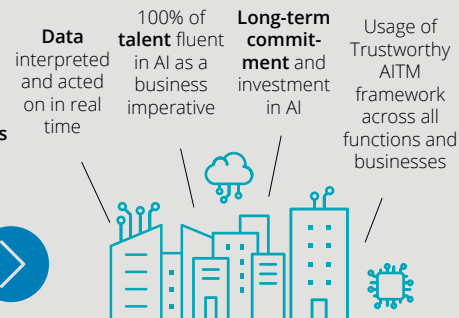 Data
interpreted
and acted
on in real
time
100% of
talent fluent
in AI as a
business
imperative
Long-term
commit-
ment and
investment
in AI
Usage of
Trustworthy
AITM
framework
across all
functions and
businesses
s